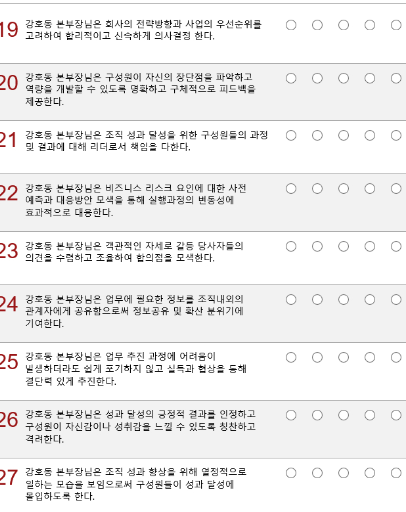 19 강호동 본부장님은 회사의 전략방향과 사업의 우선순위를
고려하여 합리적이고 신속하게 의사결정 한다.
20 강호동 본부장님은 구성원이 자신의 장단점을 파악하고
역량을 개발할 수 있도록 명확하고 구체적으로 피드백을
제공한다.
21 강호동 본부장님은 조직 성과 달성을 위한 구성원들의 과정
및 결과에 대해 리더로서 책임을 다한다.
22 강호동 본부장님은 비즈니스 리스크 요인에 대한 사전
예측과 대응방안 모색을 통해 실행과정의 변동성에
효과적으로 대응한다.
23 강호동 본부장님은 객관적인 자세로 갈등 당사자들의
의견을 수렴하고 조율하여 합의점을 모색한다.
24 강호동 본부장님은 업무에 필요한 정보를 조직내외의
관계자에게 공유함으로써 정보공유 및 확산 분위기에
기여한다.
25 강호동 본부장님은 업무 추진 과정에 어려움이
발생하더라도 쉽게 포기하지 않고 설득과 협상을 통해
결단력 있게 추진한다.
26 강호동 본부장님은 성과 달성의 긍정적 결과를 인정하고
구성원이 자신감이나 성취감을 느낄 수 있도록 칭찬하고
격려한다.
27 강호동 본부장님은 조직 성과 향상을 위해 열정적으로
일하는 모습을 보임으로써 구성원들이 성과 달성에
몰입하도록 한다.